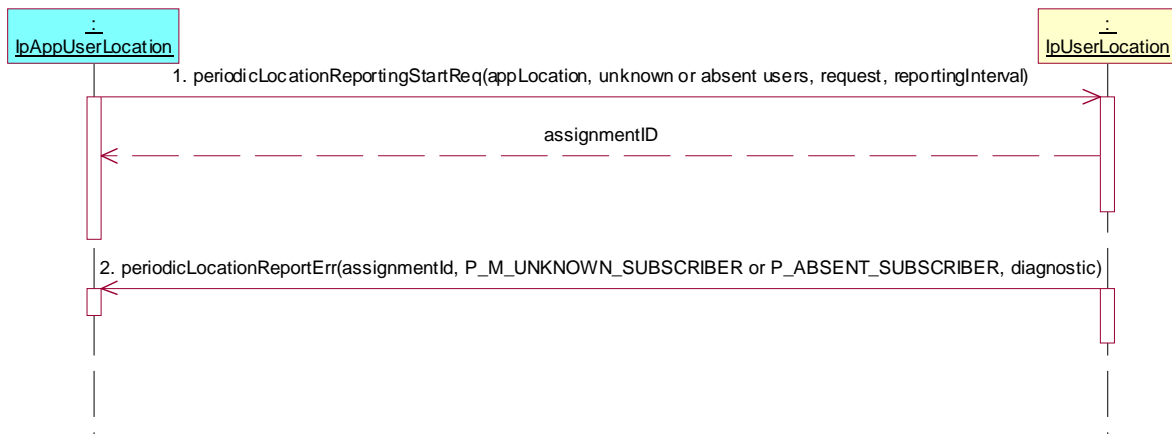 :
IpAppUserLocation
:
IpUserLocation
1. periodicLocationReportingStartReq(appLocation, unknown or absent users, request, reportingInterval)
assignmentID
2. periodicLocationReportErr(assignmentId, P_M_UNKNOWN_SUBSCRIBER or P_ABSENT_SUBSCRIBER, diagnostic)